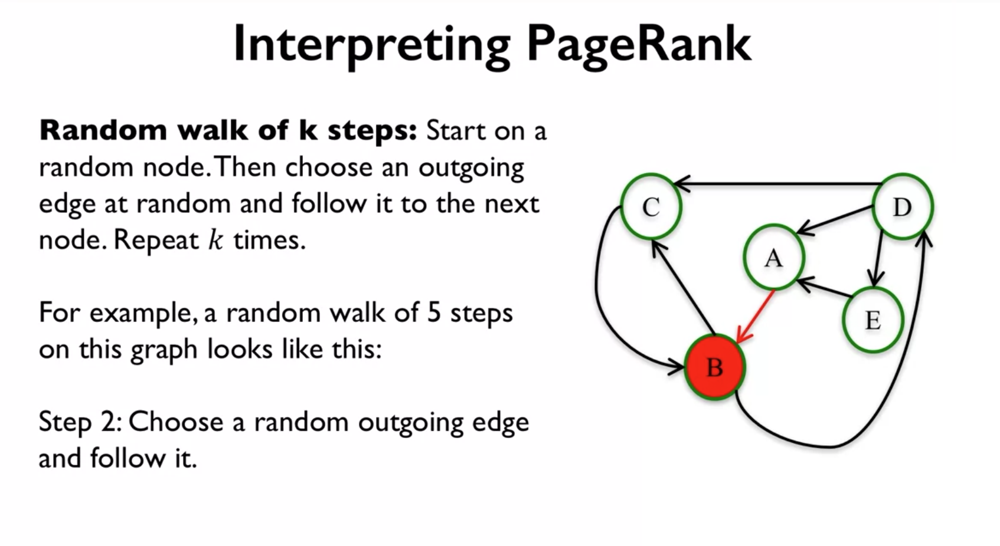 Interpreting PageRank
Random walk of k steps: Start on a
random node. Then choose an outgoing
edge at random and follow it to the next
node. Repeat k times.
For example, a random walk of 5 steps
on this graph looks like this:
Step 2: Choose a random outgoing edge
and follow it.
C
D
A
E
B